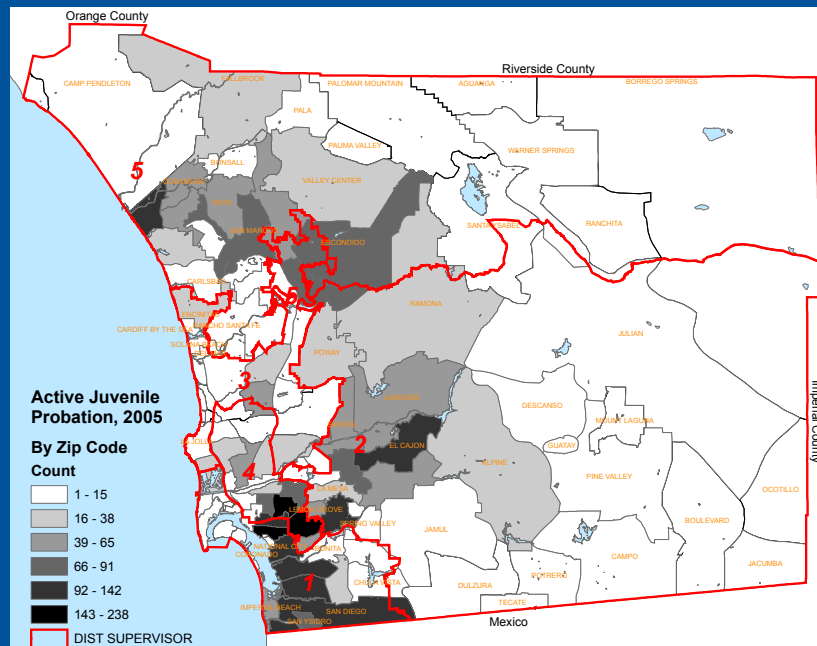 Orange County
Riverside County
CAMP PENDLETON
FALLBROOK
PALOMAR MOUNTAIN
AGUANGA
BORREGO SPRINGS
PALA
PAUMA VALLEY
WARNER SPRINGS
BONSALL
5
VALLEY CENTER
VISTA
SAN MARCOS
ESCONDIDO
SANTA YSABEL
RANCHITA
CARLSBAD
5
RAMONA
ENCINITAS
RANCHO SANTA FE
CARDIFF BY THE SEA
SOLANA BEACH
JULIAN
POWAY
3
Imperial County
Active Juvenile
Probation, 2005
By Zip Code
Count
1 - 15
16 - 38
39 - 65
66 - 91
92 - 142
143 - 238
DIST SUPERVISOR
LAKESIDE
DESCANSO
MOUNT LAGUNA
SANTEE
2
EL CAJON
GUATAY
LA JOLLA
4
ALPINE
PINE VALLEY
OCOTILLO
LA MESA
LEMON GROVE
SPRING VALLEY
JAMUL
BOULEVARD
NATIONAL CITY
BONITA
CORONADO
CAMPO
JACUMBA
1
CHULA VISTA
DULZURA
POTRERO
TECATE
IMPERIAL BEACH
SAN DIEGO
SAN YSIDRO
Mexico